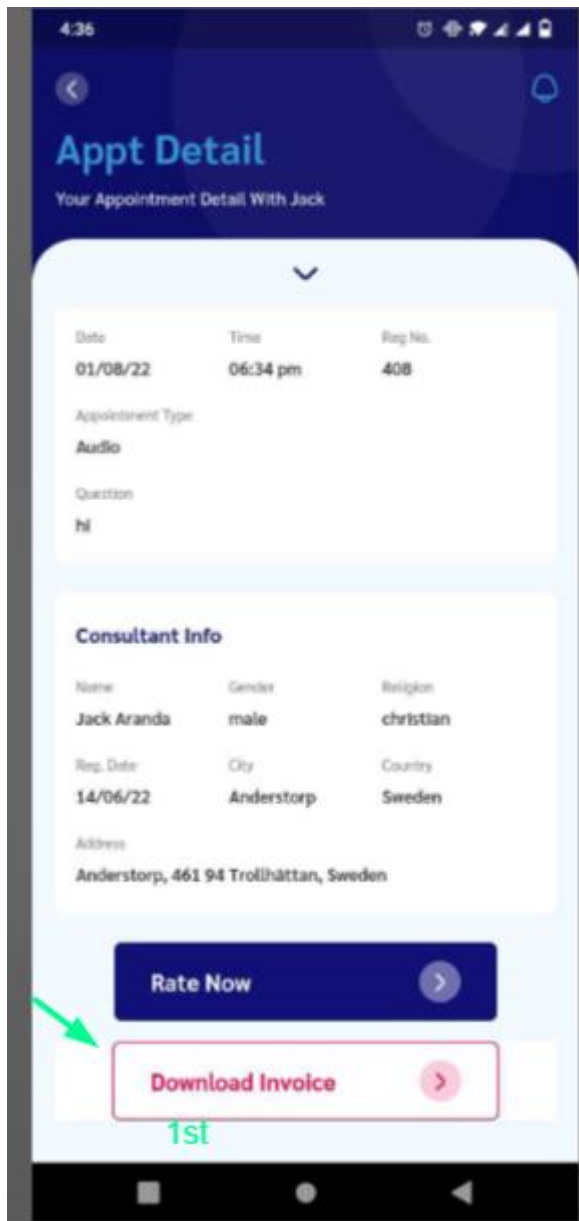 4:36
Appt Detail
Your Appointment Detail With Jack
Date Time Reg No.
01/08/22 06:34 pm 408
Appointment Type
Audio
Question
hi
Consultant Info
Name Gender Religion
Jack Aranda male christian
Reg. Date City Country
14/06/22 Anderstorp Sweden
Address
Anderstorp, 461 94 Trollhättan, Sweden
Rate Now
Download Invoice
1st